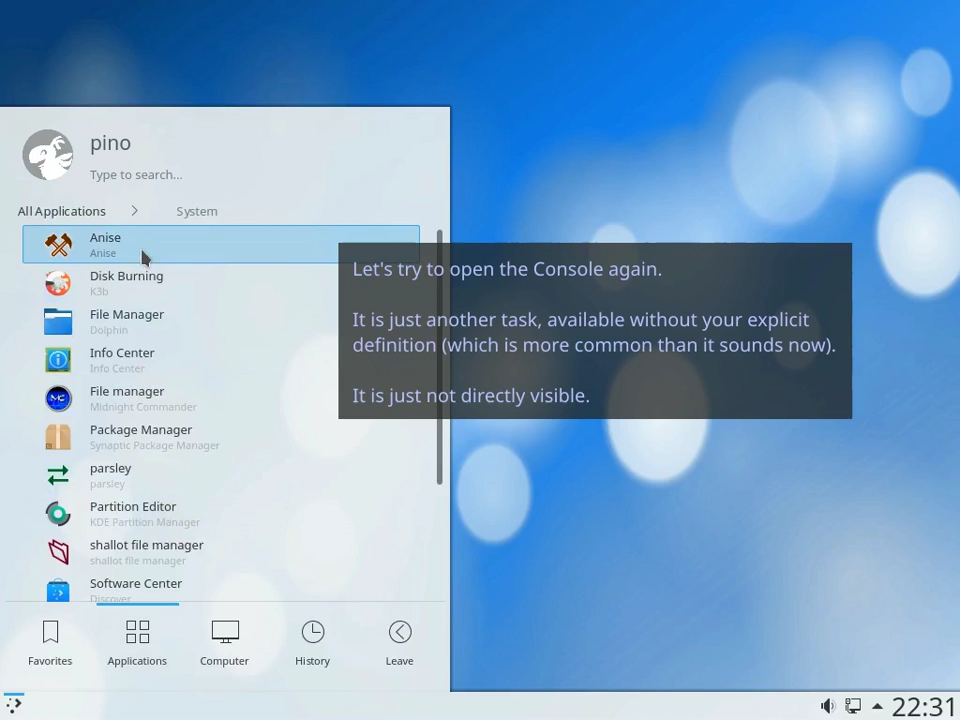 pino
Type to search...
All Applications
System
Anise
Anise
Disk Burning
K3b
File Manager
Dolphin
Info Center
Info Center
File manager
Midnight Commander
Package Manager
Synaptic Package Manager
parsley
parsley
Partition Editor
KDE Partition Manager
shallot file manager
shallot file manager
Software Center
Discover
Favorites
Applications
Computer
History
Leave
Let's try to open the Console again.
It is just another task, available without your explicit
definition (which is more common than it sounds now).
It is just not directly visible.
22:31